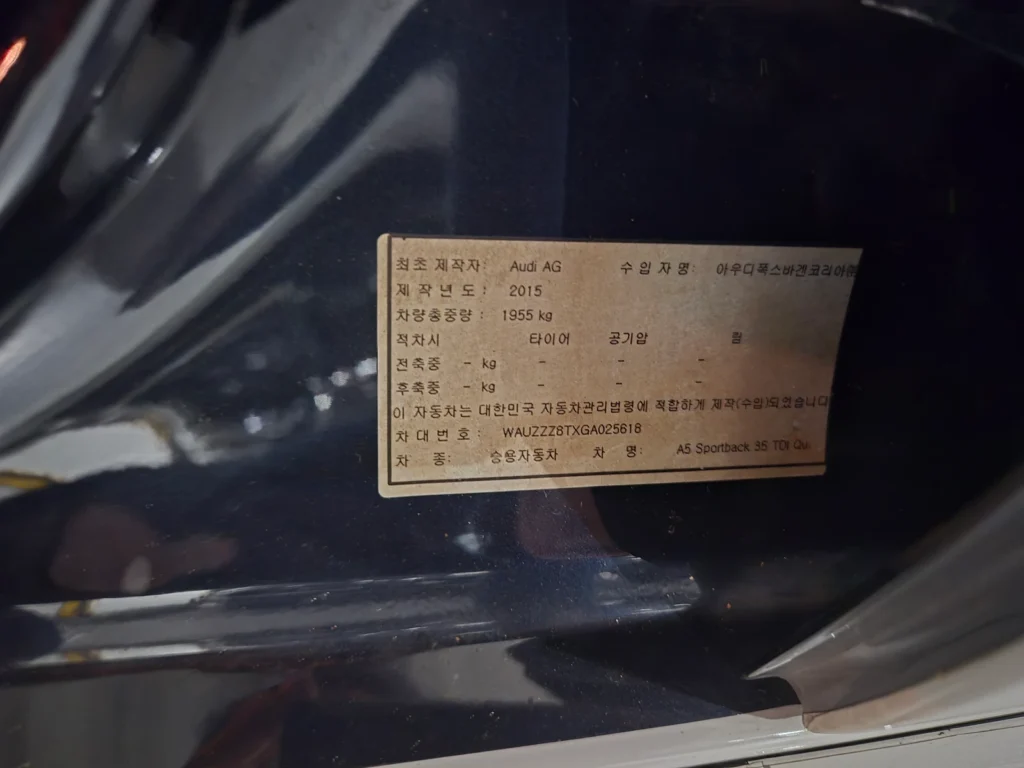 최초 제작자: Audi AG 수 입 자 명: 아우디폭스바겐코리아㈜
제 작 년 도 : 2015
차량총중량 : 1955 kg
적차시 타이어 공기압 림
전축중 - kg - - -
후축중 - kg - - -
이 자동차는 대한민국 자동차관리법령에 적합하게 제작(수입)되었습니다
차 대 번 호 : WAUZZZ8TXGA025618
차 종: 승용자동차 차 명: A5 Sportback 35 TDI Qu